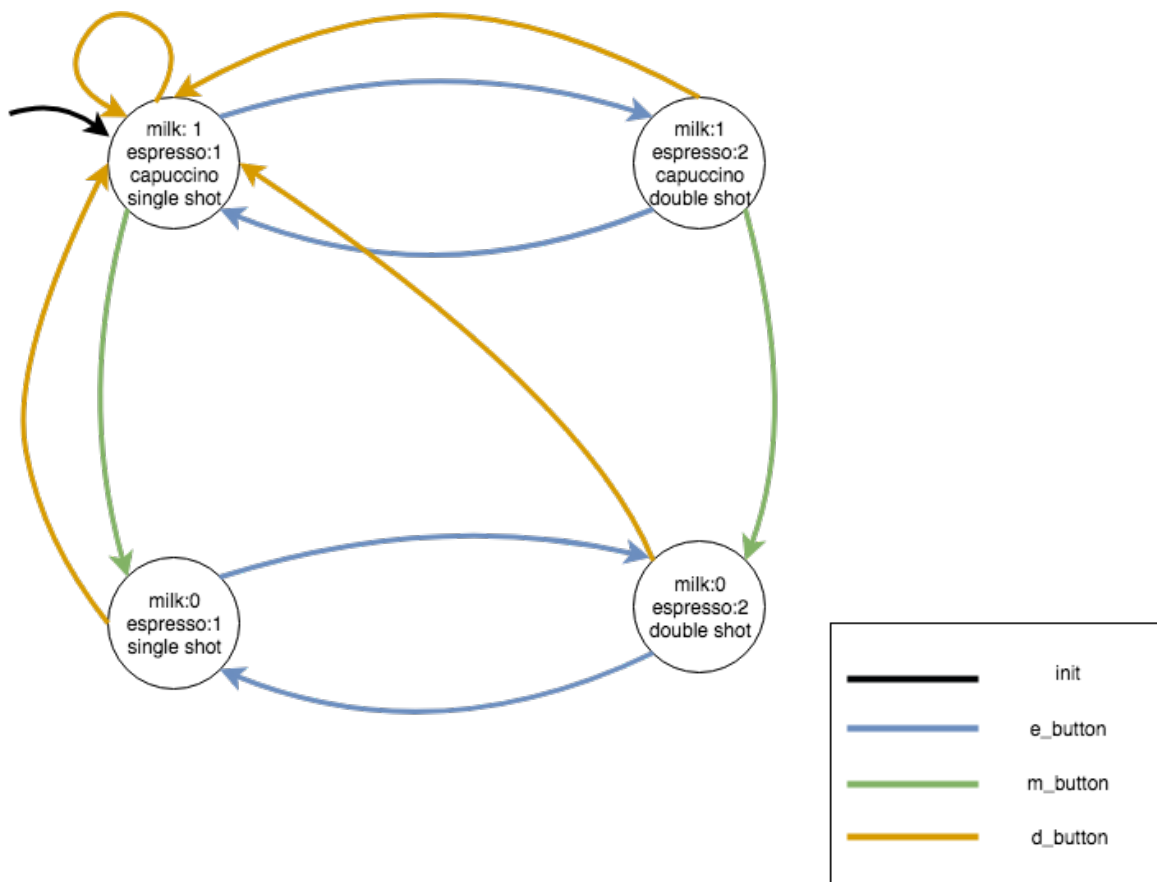 milk: 1
espresso:1
capuccino
single shot
milk:1
espresso:2
capuccino
double shot
milk:0
espresso:1
single shot
milk:0
espresso:2
double shot
init
e_button
m_button
d_button